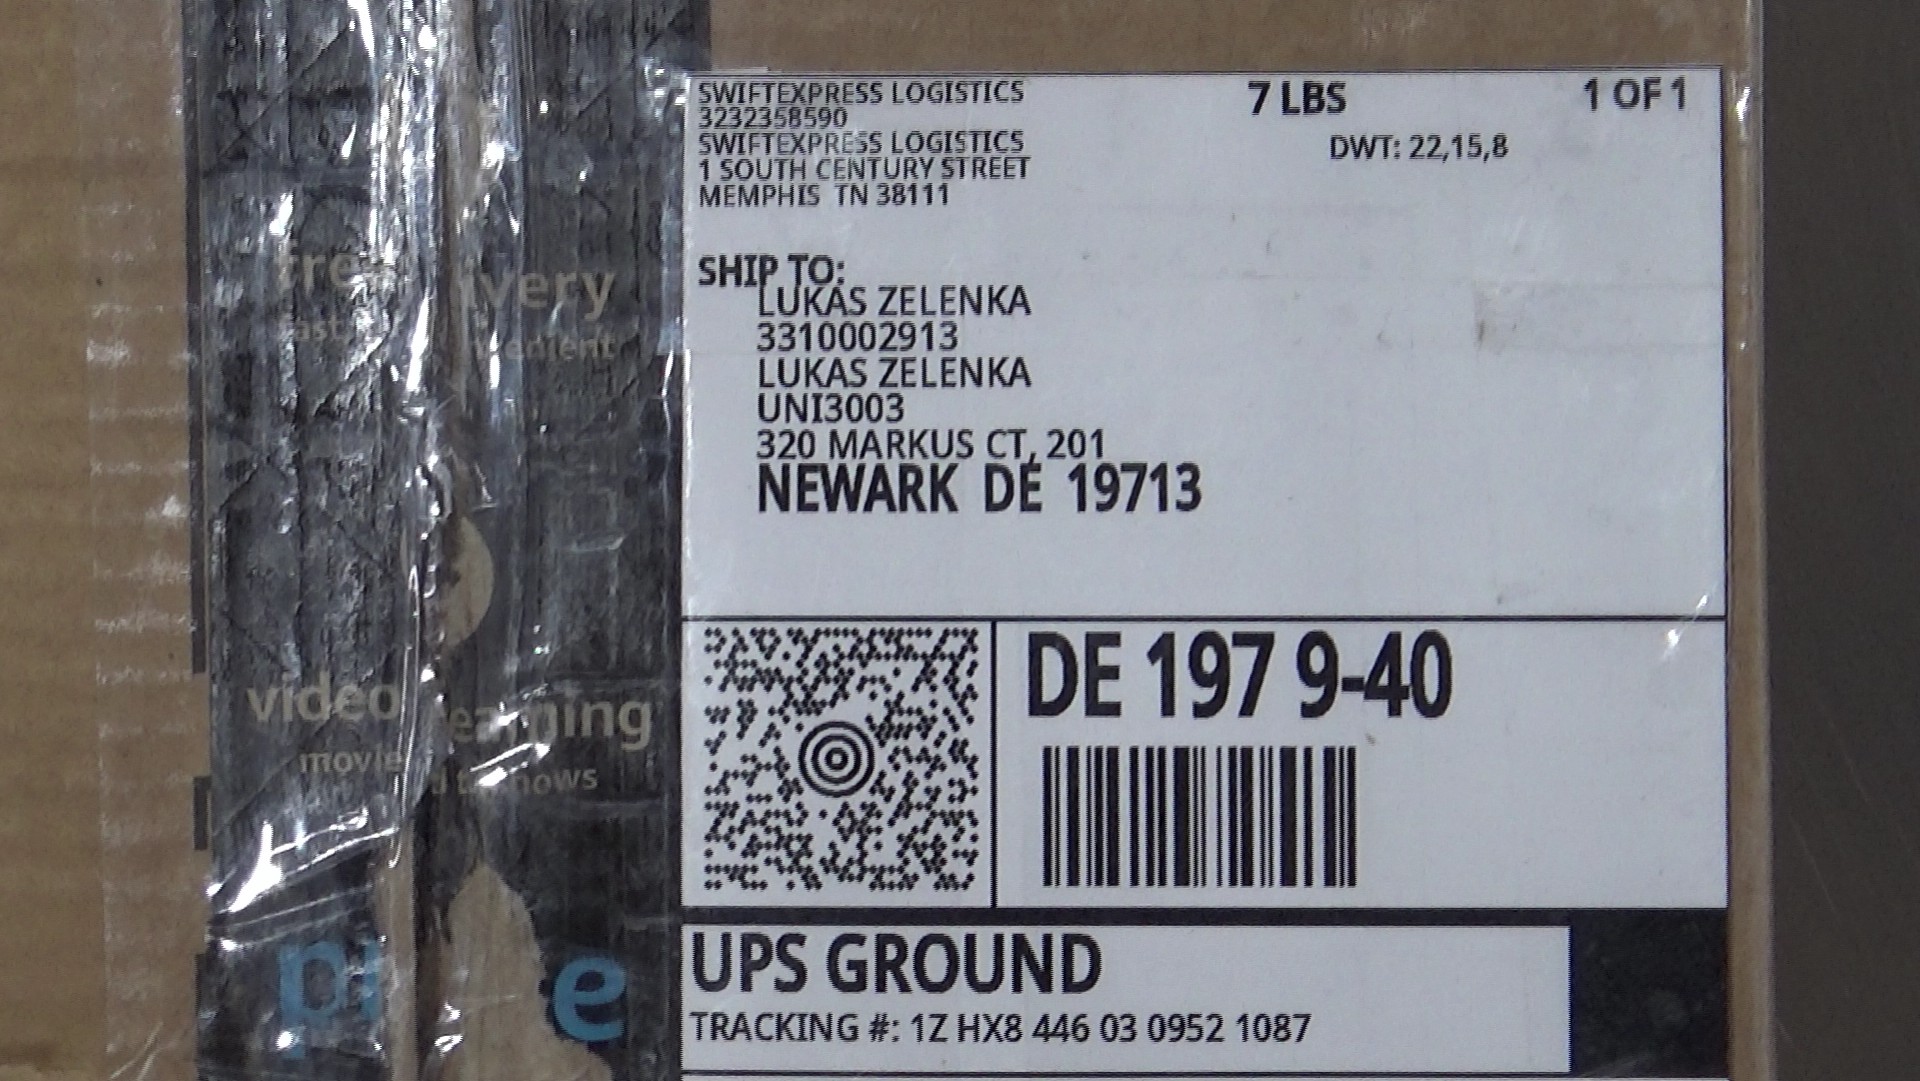 SWIFTEXPRESS LOGISTICS
3232358590
SWIFTEXPRESS LOGISTICS
1 SOUTH CENTURY STREET
MEMPHIS TN 38111
7 LBS
1 OF 1
DWT: 22,15,8
SHIP TO:
LUKAS ZELENKA
3310002913
LUKAS ZELENKA
UNI3003
320 MARKUS CT, 201
NEWARK DE 19713
DE 197 9-40
UPS GROUND
TRACKING #: 1Z HX8 446 03 0952 1087
video